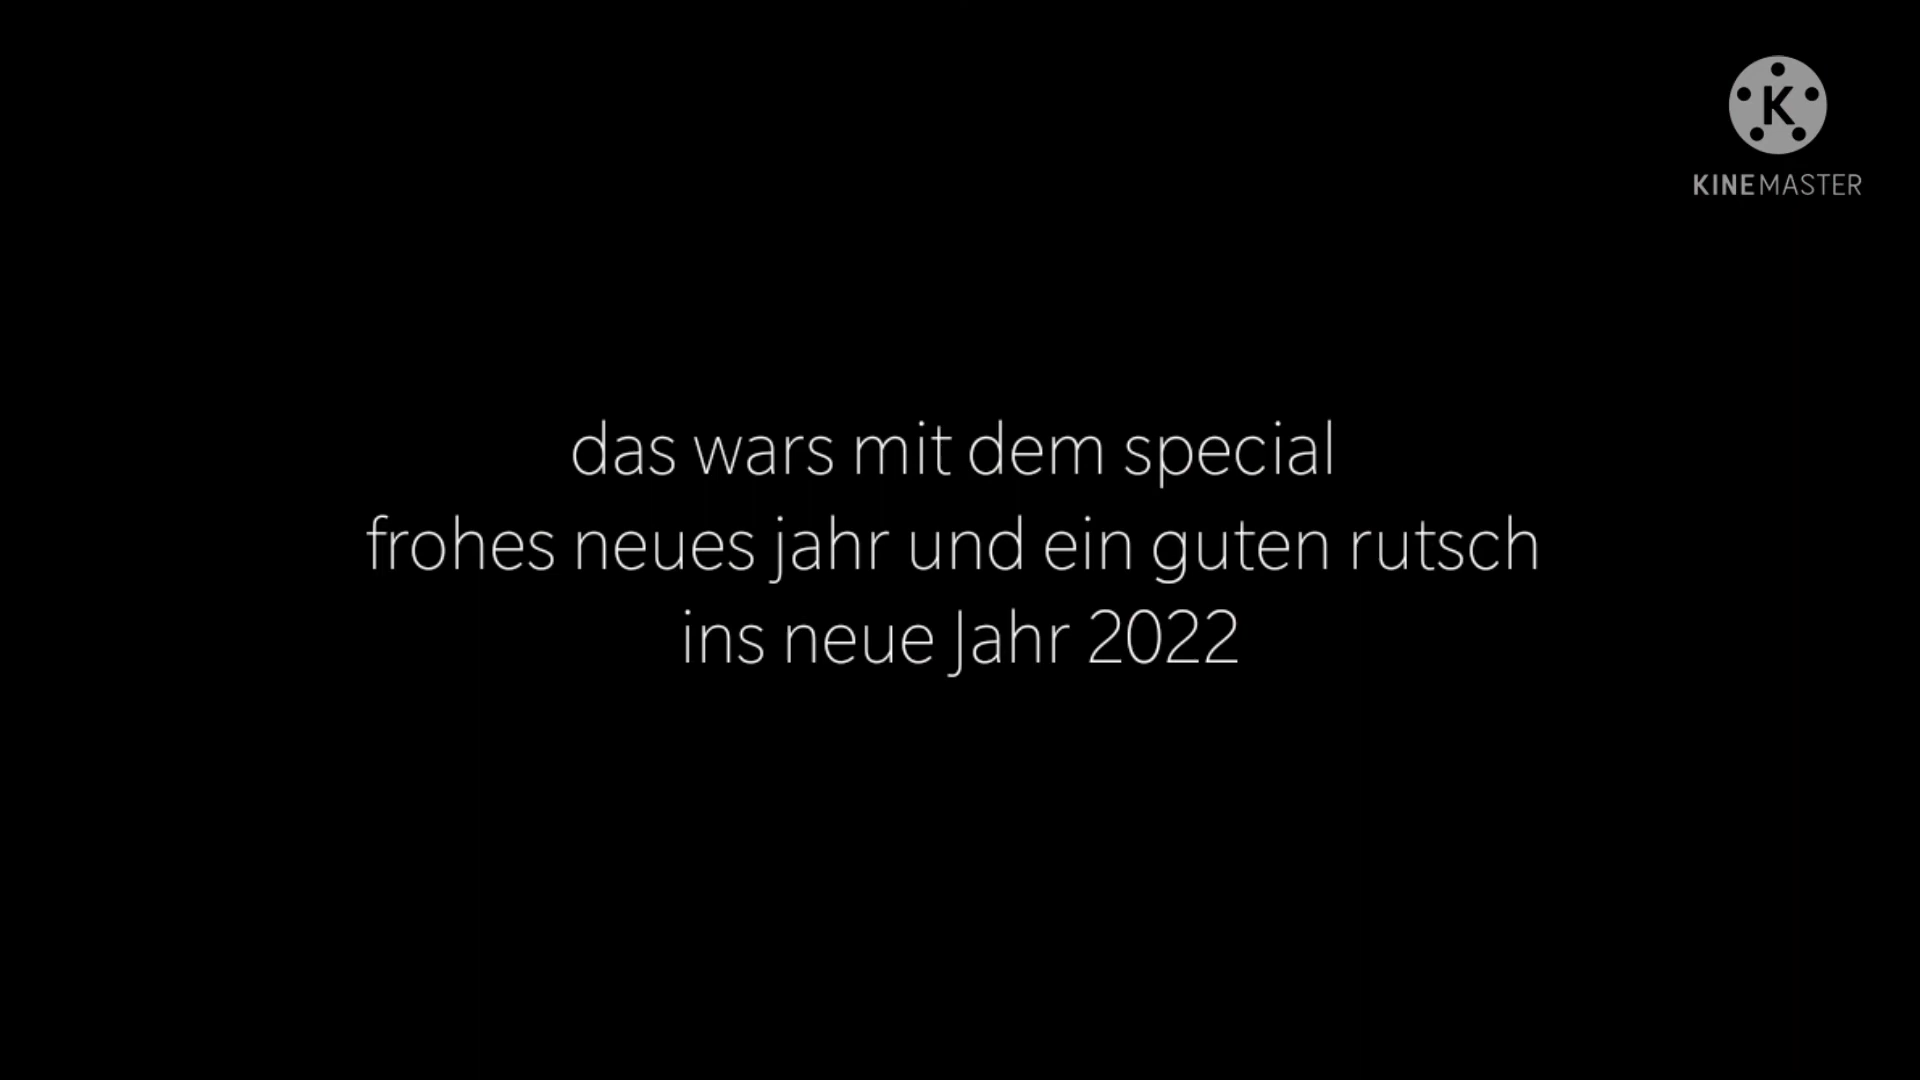 K
KINEMASTER
das wars mit dem special
frohes neues jahr und ein guten rutsch
ins neue Jahr 2022